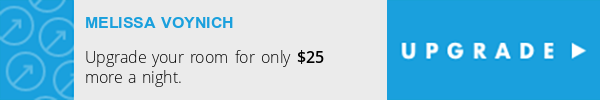 MELISSA VOYNICH
Upgrade your room for only $25
more a night.
UPGRADE